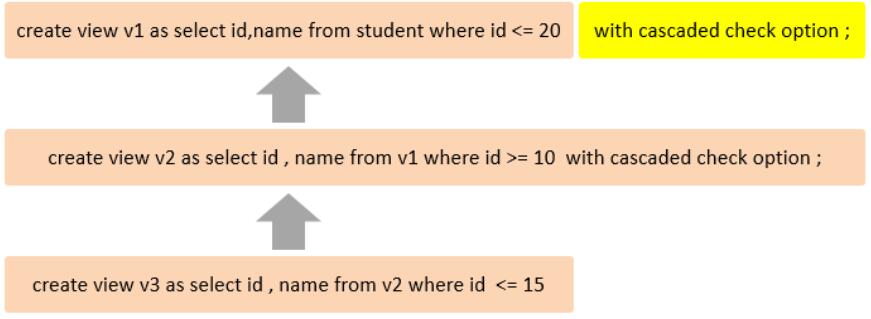 create view v1 as select id,name from student where id <= 20 with cascaded check option ;
create view v2 as select id , name from v1 where id >= 10 with cascaded check option ;
create view v3 as select id , name from v2 where id <= 15